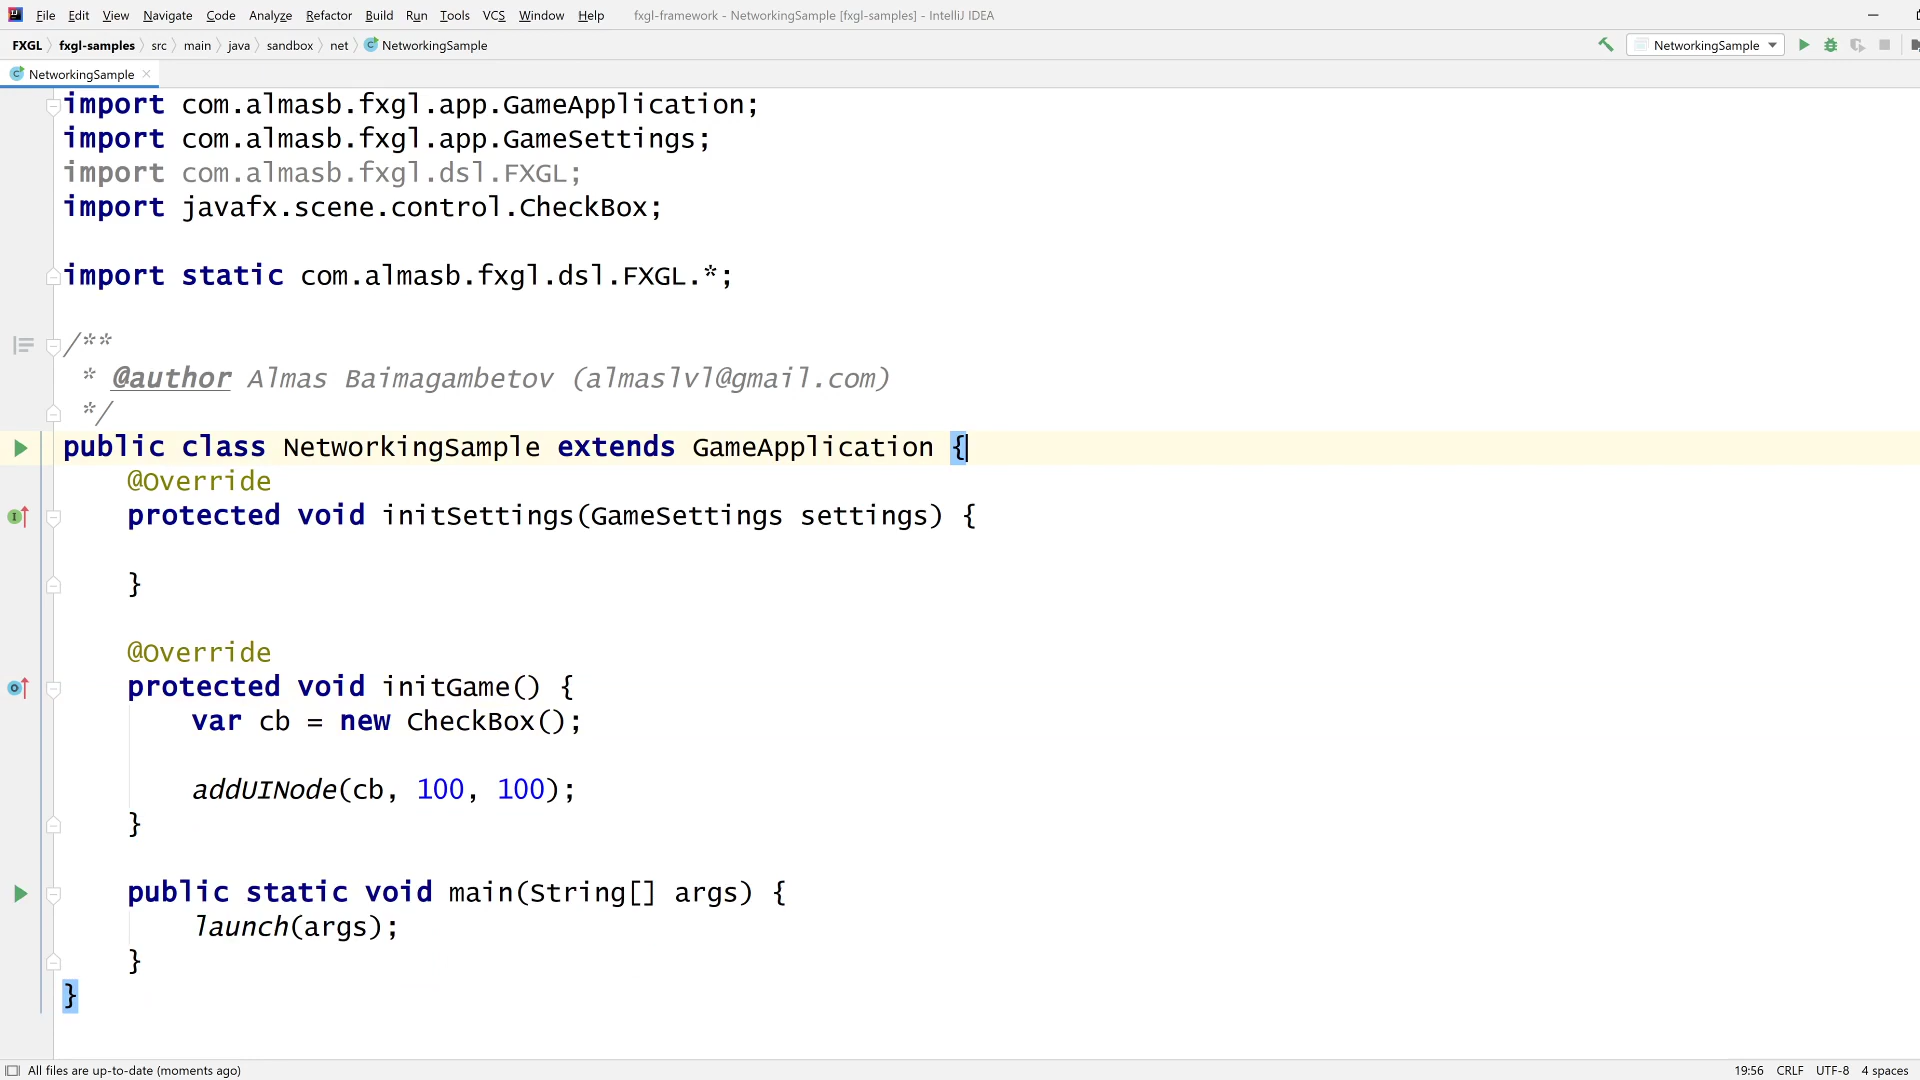 File Edit View Navigate Code Analyze Refactor Build Run Tools VCS Window Help fxgl-framework - NetworkingSample [fxgl-samples] - IntelliJ IDEA
FXGL fxgl-samples src main java sandbox net NetworkingSample NetworkingSample
NetworkingSample
import com.almasb.fxgl.app.GameApplication;
import com.almasb.fxgl.app.GameSettings;
import com.almasb.fxgl.dsl.FXGL;
import javafx.scene.control.CheckBox;
import static com.almasb.fxgl.dsl.FXGL.*;
/**
* @author Almas Baimagambetov (almaslvl@gmail.com)
*/
public class NetworkingSample extends GameApplication {
@Override
protected void initSettings(GameSettings settings) {
}
@Override
protected void initGame() {
var cb = new CheckBox();
addUINode(cb, 100, 100);
}
public static void main(String[] args) {
launch(args);
}
}
All files are up-to-date (moments ago) 19:56 CRLF UTF-8 4 spaces